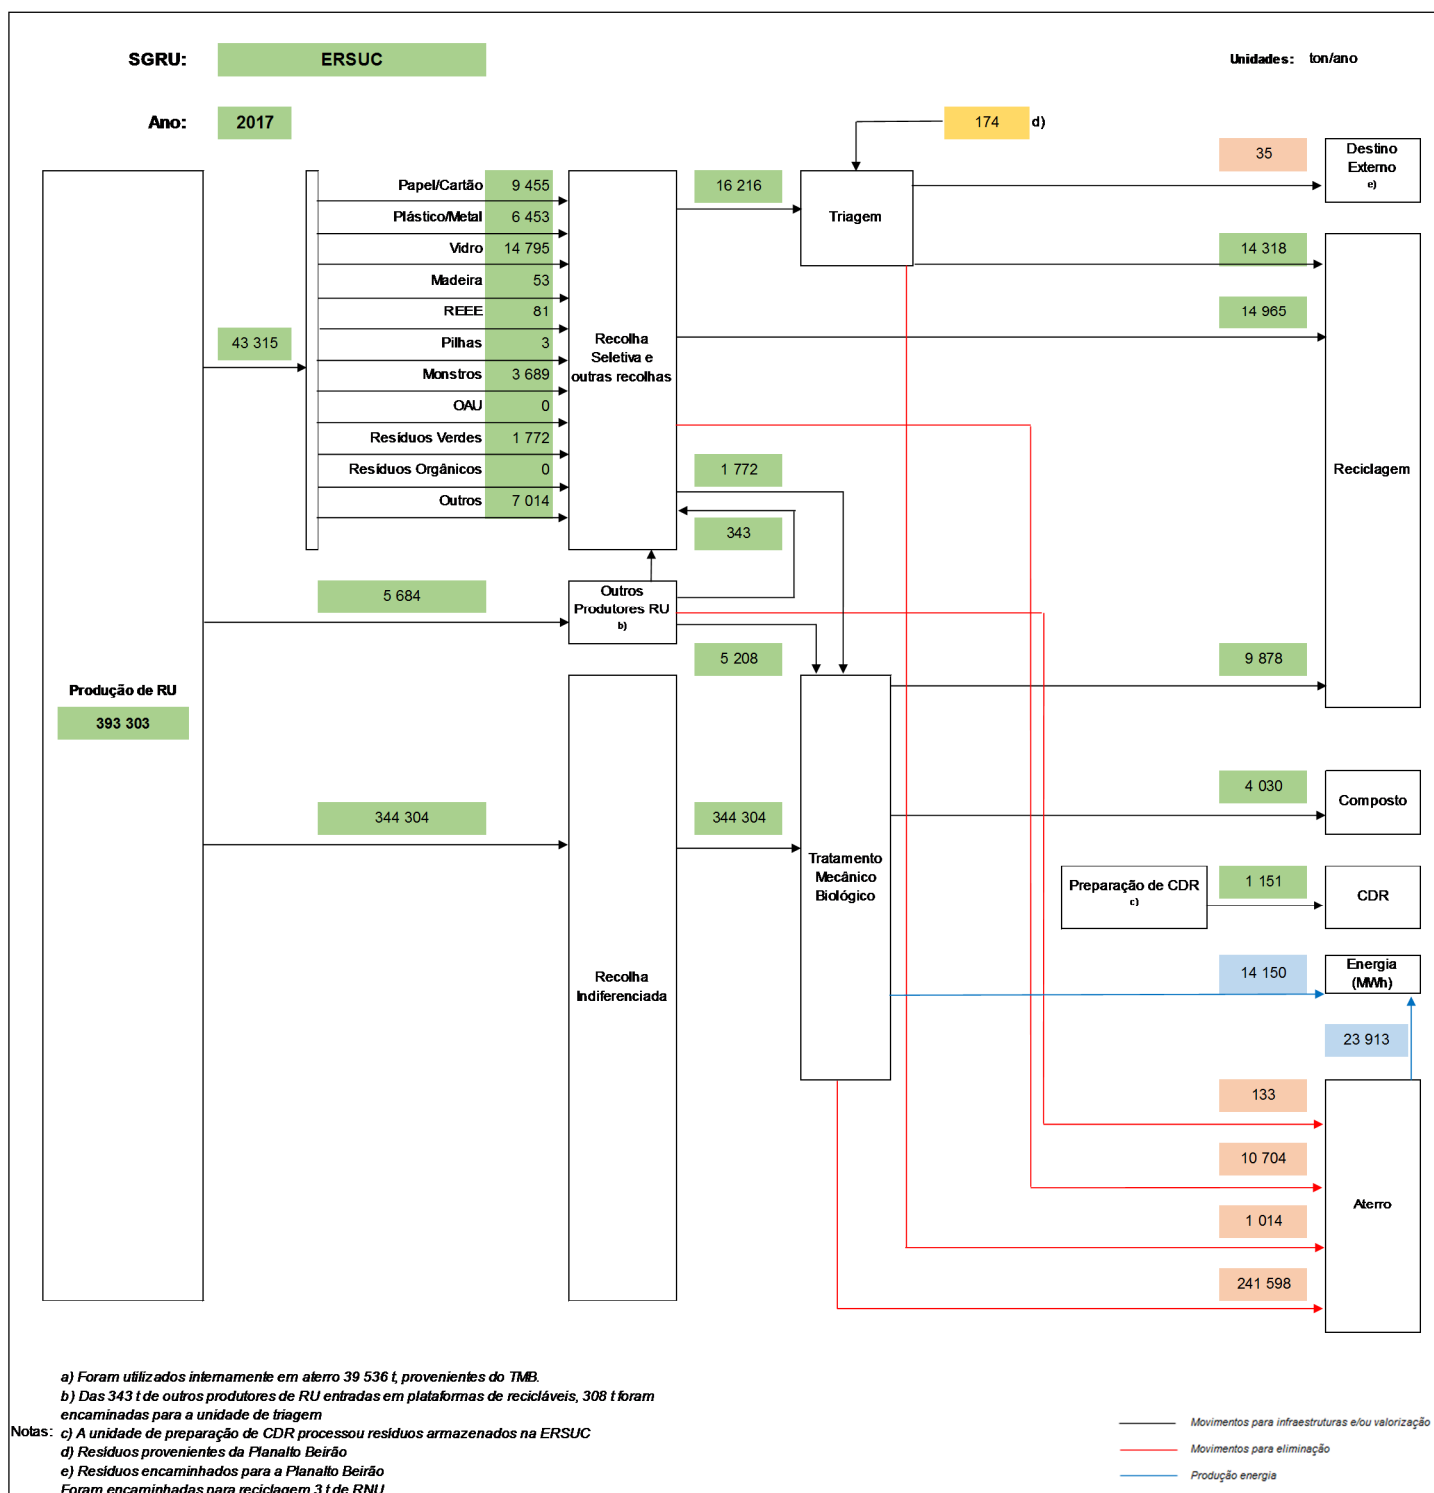 SGRU: ERSUC
Unidades: ton/ano
Ano: 2017
174 d)
35
Destino
Externo
e)
Papel/Cartão 9 455
16 216
Triagem
Plástico/Metal 6 453
Vidro 14 795
14 318
Madeira 53
REEE 81
14 965
43 315
Pilhas 3
Recolha
Seletiva e
outras recolhas
Monstros 3 689
OAU 0
Resíduos Verdes 1 772
Resíduos Orgânicos 0
1 772
Reciclagem
Outros 7 014
343
5 684
Outros
Produtores RU
b)
5 208
9 878
Produção de RU
393 303
4 030
Composto
344 304
344 304
Tratamento
Mecânico
Biológico
Preparação de CDR
c)
1 151
CDR
Recolha
Indiferenciada
14 150
Energia
(MWh)
23 913
133
10 704
Aterro
1 014
241 598
Notas:
a) Foram utilizados internamente em aterro 39 536 t, provenientes do TMB.
b) Das 343 t de outros produtores de RU entradas em plataformas de recicláveis, 308 t foram
encaminadas para a unidade de triagem
c) A unidade de preparação de CDR processou resíduos armazenados na ERSUC
d) Resíduos provenientes da Planalto Beirão
e) Resíduos encaminhados para a Planalto Beirão
Foram encaminhadas para reciclagem 3 t de RNU
Movimentos para infraestruturas e/ou valorização
Movimentos para eliminação
Produção energia